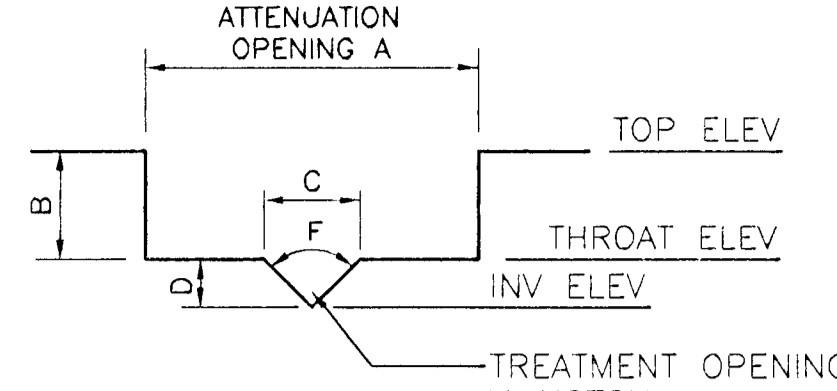 ATTENUATION
OPENING A
TOP ELEV
B
C
F
THROAT ELEV
D
INV ELEV
TREATMENT OPENING